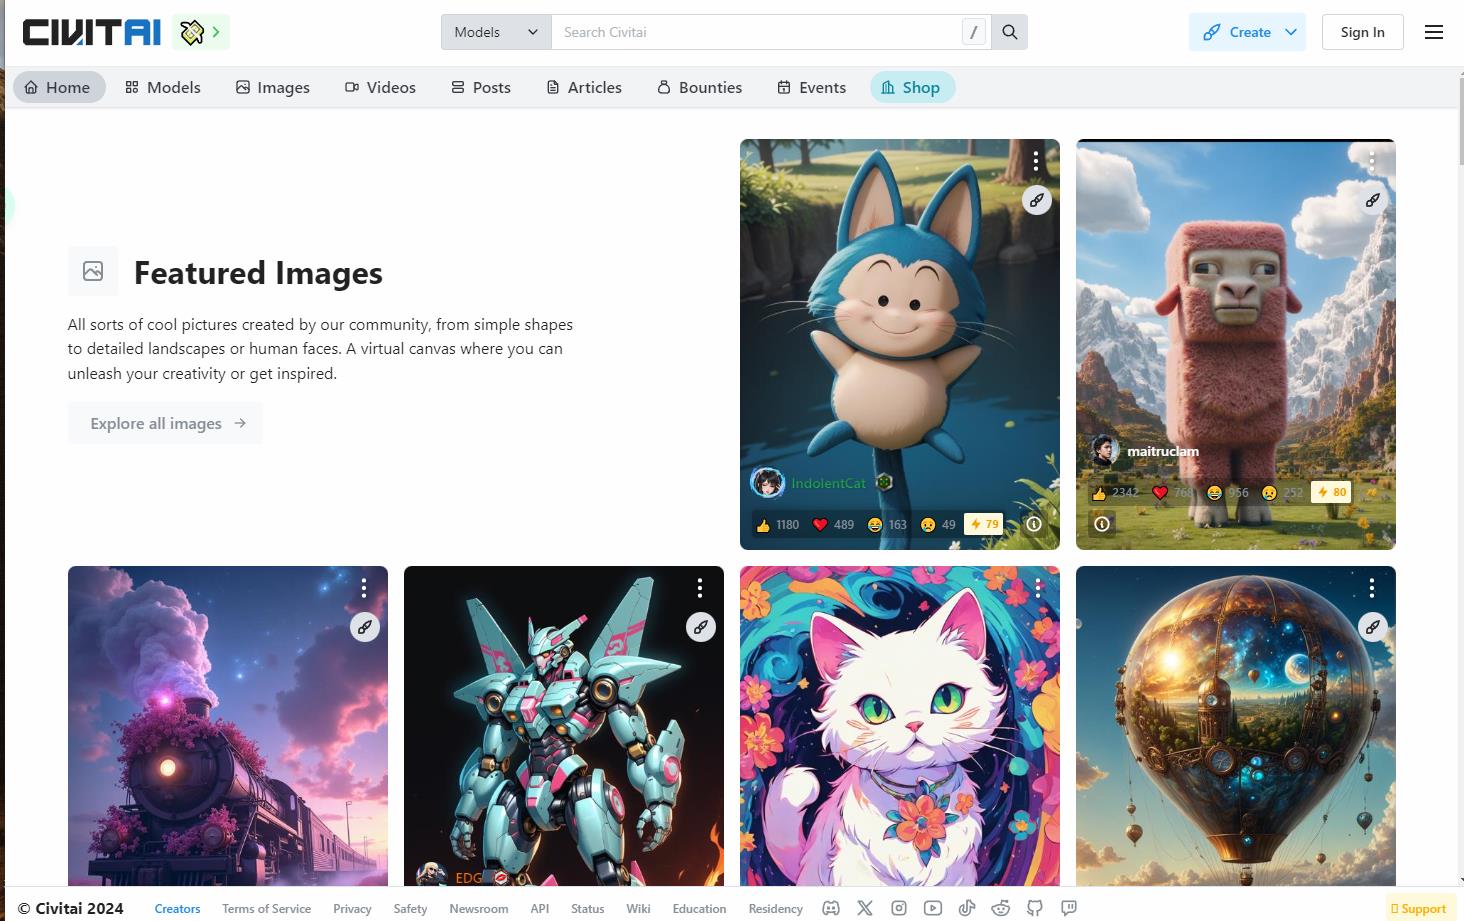 CIVITAI
Models
Search Civitai
/
Create
Sign In
Home
Models
Images
Videos
Posts
Articles
Bounties
Events
Shop
Featured Images
All sorts of cool pictures created by our community, from simple shapes
to detailed landscapes or human faces. A virtual canvas where you can
unleash your creativity or get inspired.
Explore all images
IndolentCat
1180 489 163 49 79
maitruclam
2342 768 956 252 80
EDG
© Civitai 2024
Creators
Terms of Service
Privacy
Safety
Newsroom
API
Status
Wiki
Education
Residency
Support